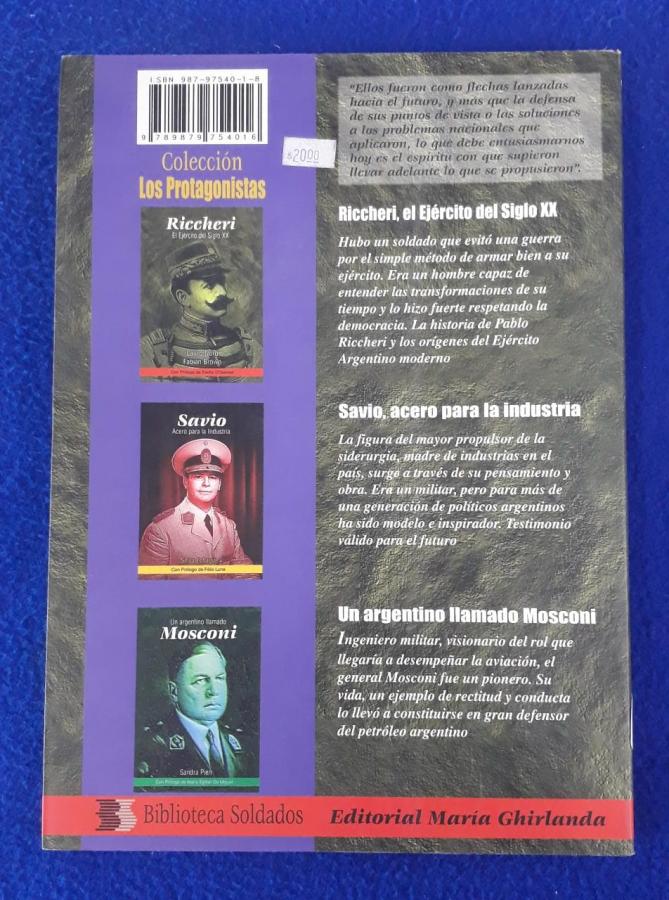 ISBN 987-97540-1-8
9 789879 754016
$2000
Colección
Los Protagonistas
Riccheri
El Ejército del Siglo XX
Fabián Brown
Savio
Acero para la Industria
Con Prólogo de Félix Luna
Un argentino llamado
Mosconi
Sandra Pien
"Ellos fueron como flechas lanzadas
hacia el futuro, y más que la defensa
de sus puntos de vista o las soluciones
a los problemas nacionales que
aplicaron, lo que debe entusiasmarnos
hoy es el espíritu con que supieron
llevar adelante lo que se propusieron".
Riccheri, el Ejército del Siglo XX
Hubo un soldado que evitó una guerra
por el simple método de armar bien a su
ejército. Era un hombre capaz de
entender las transformaciones de su
tiempo y lo hizo fuerte respetando la
democracia. La historia de Pablo
Riccheri y los orígenes del Ejército
Argentino moderno
Savio, acero para la industria
La figura del mayor propulsor de la
siderurgia, madre de industrias en el
país, surge a través de su pensamiento y
obra. Era un militar, pero para más de
una generación de políticos argentinos
ha sido modelo e inspirador. Testimonio
válido para el futuro
Un argentino llamado Mosconi
Ingeniero militar, visionario del rol que
llegaría a desempeñar la aviación, el
general Mosconi fue un pionero. Su
vida, un ejemplo de rectitud y conducta
lo llevó a constituirse en gran defensor
del petróleo argentino
Biblioteca Soldados
Editorial María Ghirlanda